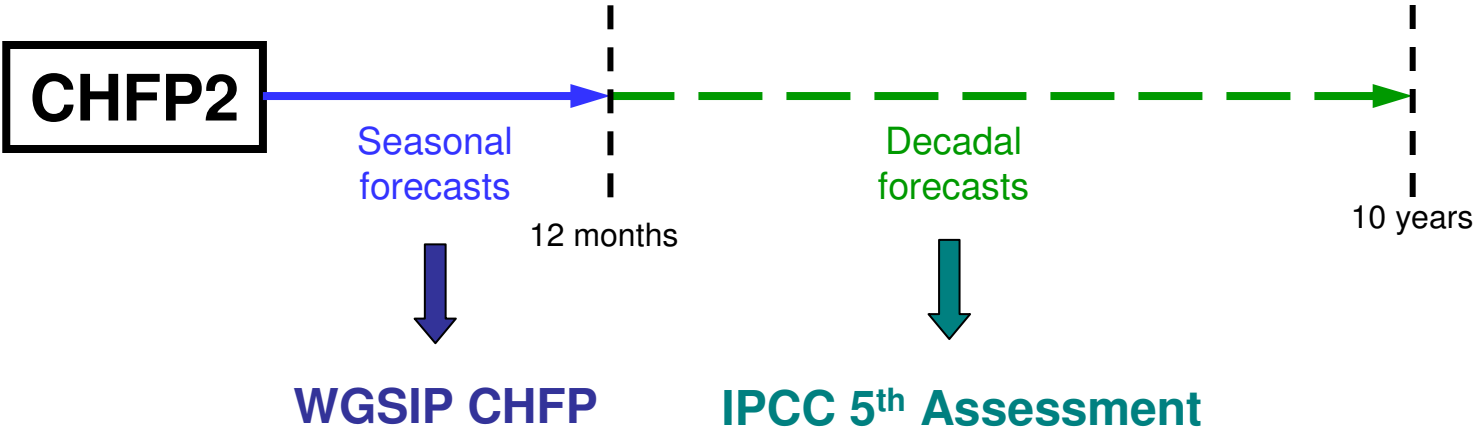 CHFP2
Seasonal
forecasts
12 months
Decadal
forecasts
10 years
WGSIP CHFP
IPCC 5th Assessment